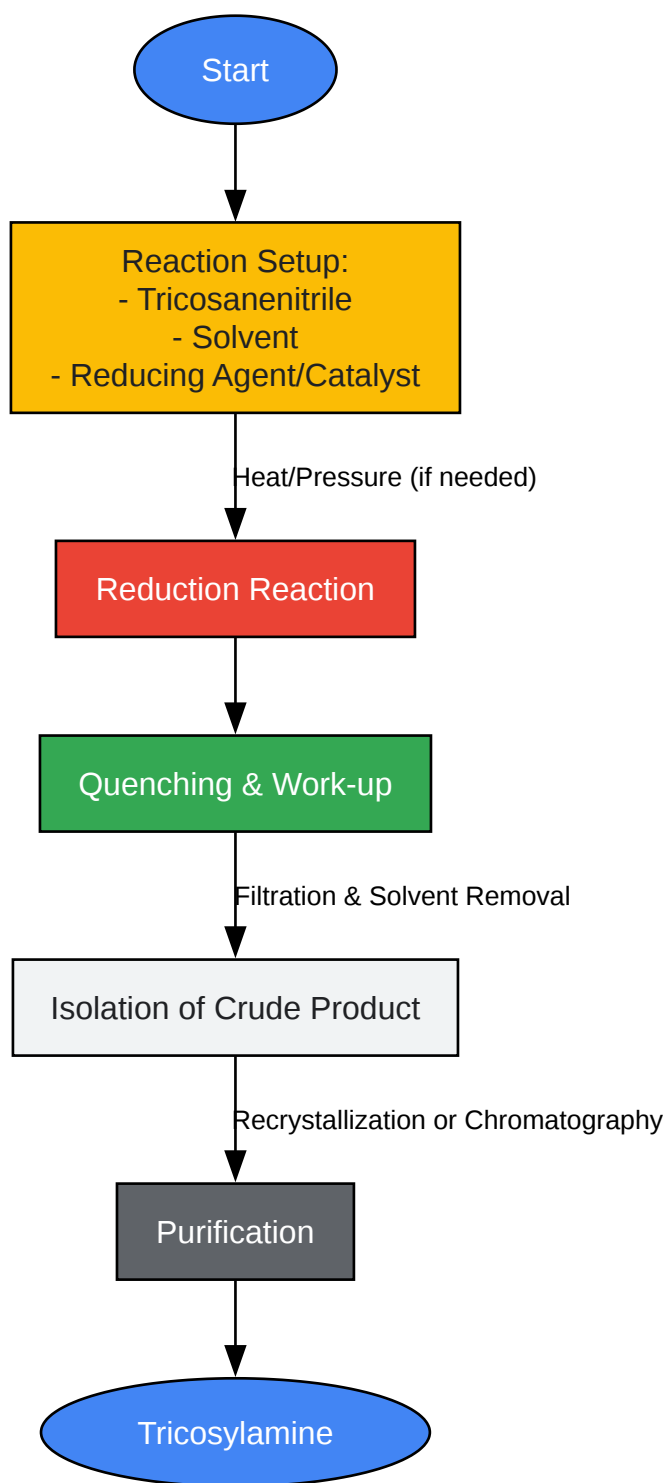 Start
Reaction Setup:
- Tricosanenitrile
- Solvent
- Reducing Agent/Catalyst
Heat/Pressure (if needed)
Reduction Reaction
Quenching & Work-up
Filtration & Solvent Removal
Isolation of Crude Product
Recrystallization or Chromatography
Purification
Tricosylamine